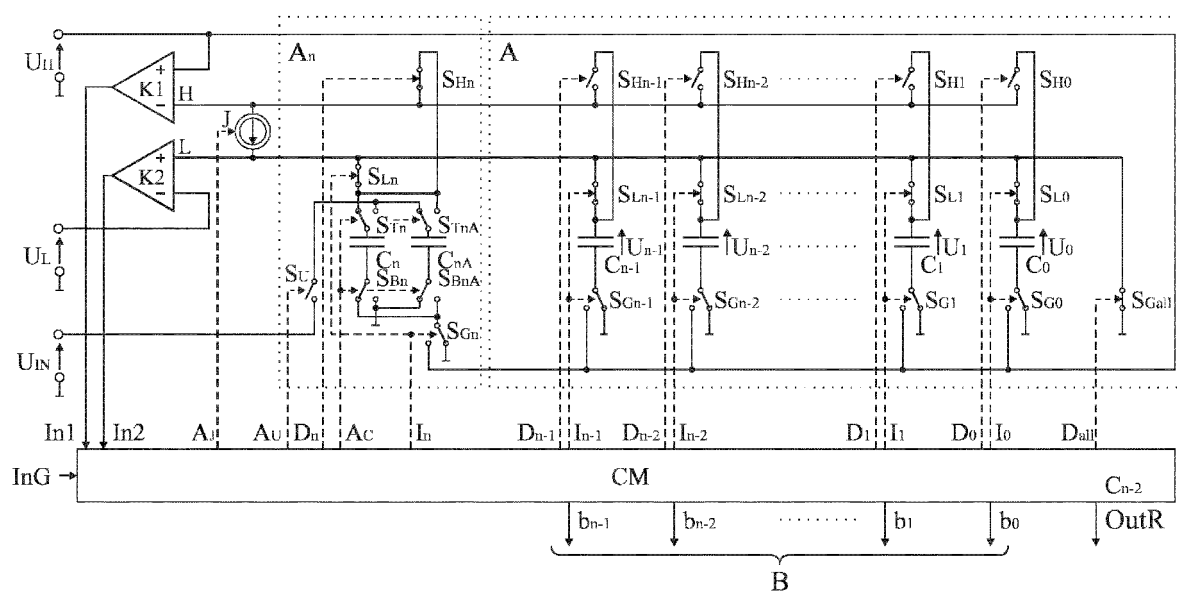 An A
UH K1 + − H J
SHn SHn-1 SHn-2 ........ SH1 SH0
K2 + − L
SLn SLn-1 SLn-2 ........ SL1 SL0
UL
STn STnA
Cn CnA Cn-1 Un-1 Un-2 ........ C1 U1 C0 U0
SU SBn SBnA
SGn SGn-1 SGn-2 ........ SG1 SG0 SGall
UIN
In1 In2 AJ AU Dn AC In Dn-1 In-1 Dn-2 In-2 D1 I1 D0 I0 Dall
InG CM Cn-2
bn-1 bn-2 ........ b1 b0 OutR
B